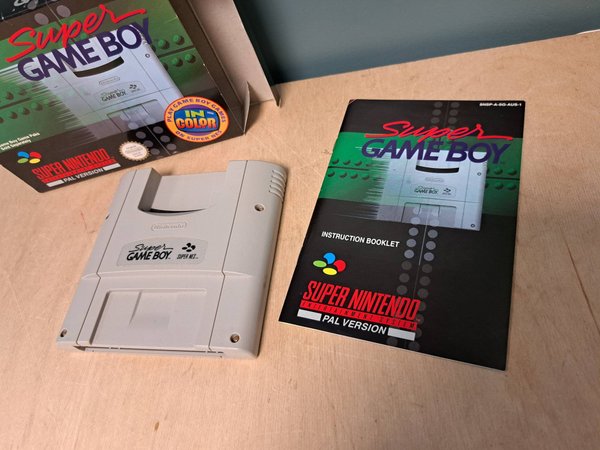 Super
GAME BOY
PLAY GAME BOY GAMES
IN-
COLOR
ON SUPER NES
SUPER NINTENDO
PAL VERSION
Nintendo
Super
GAME BOY
SUPER NES
SNSP-A-SG-AUS-1
Super
GAME BOY
INSTRUCTION BOOKLET
SUPER NINTENDO
ENTERTAINMENT SYSTEM
PAL VERSION